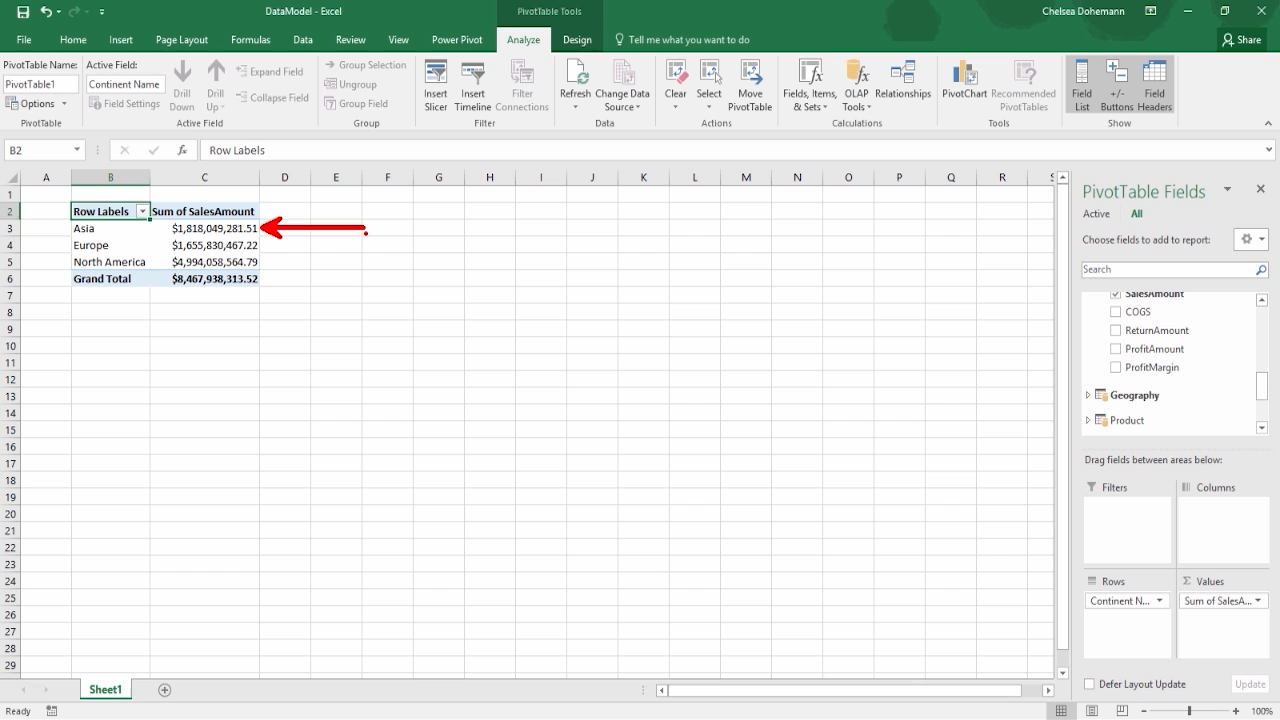 DataModel - Excel
PivotTable Tools
Chelsea Dohemann
File Home Insert Page Layout Formulas Data Review View Power Pivot Analyze Design Tell me what you want to do Share
PivotTable Name:
PivotTable1
Options
PivotTable
Active Field:
Continent Name
Field Settings
Drill Down
Drill Up
Expand Field
Collapse Field
Active Field
Group Selection
Ungroup
Group Field
Group
Insert Slicer
Insert Timeline
Filter Connections
Filter
Refresh
Change Data Source
Data
Clear
Select
Move PivotTable
Actions
Fields, Items, & Sets
OLAP Tools
Relationships
Calculations
PivotChart
Recommended PivotTables
Tools
Field List
+/- Buttons
Field Headers
Show
B2 fx Row Labels
A B C D E F G H I J K L M N O P Q R S
1
2 Row Labels Sum of SalesAmount
3 Asia $1,818,049,281.51
4 Europe $1,655,830,467.22
5 North America $4,994,058,564.79
6 Grand Total $8,467,938,313.52
7
8
9
10
11
12
13
14
15
16
17
18
19
20
21
22
23
24
25
26
27
28
29
PivotTable Fields
Active All
Choose fields to add to report:
Search
SalesAmount
COGS
ReturnAmount
ProfitAmount
ProfitMargin
Geography
Product
Drag fields between areas below:
Filters Columns
Rows Σ Values
Continent N... Sum of SalesA...
Defer Layout Update Update
Sheet1
Ready 100%